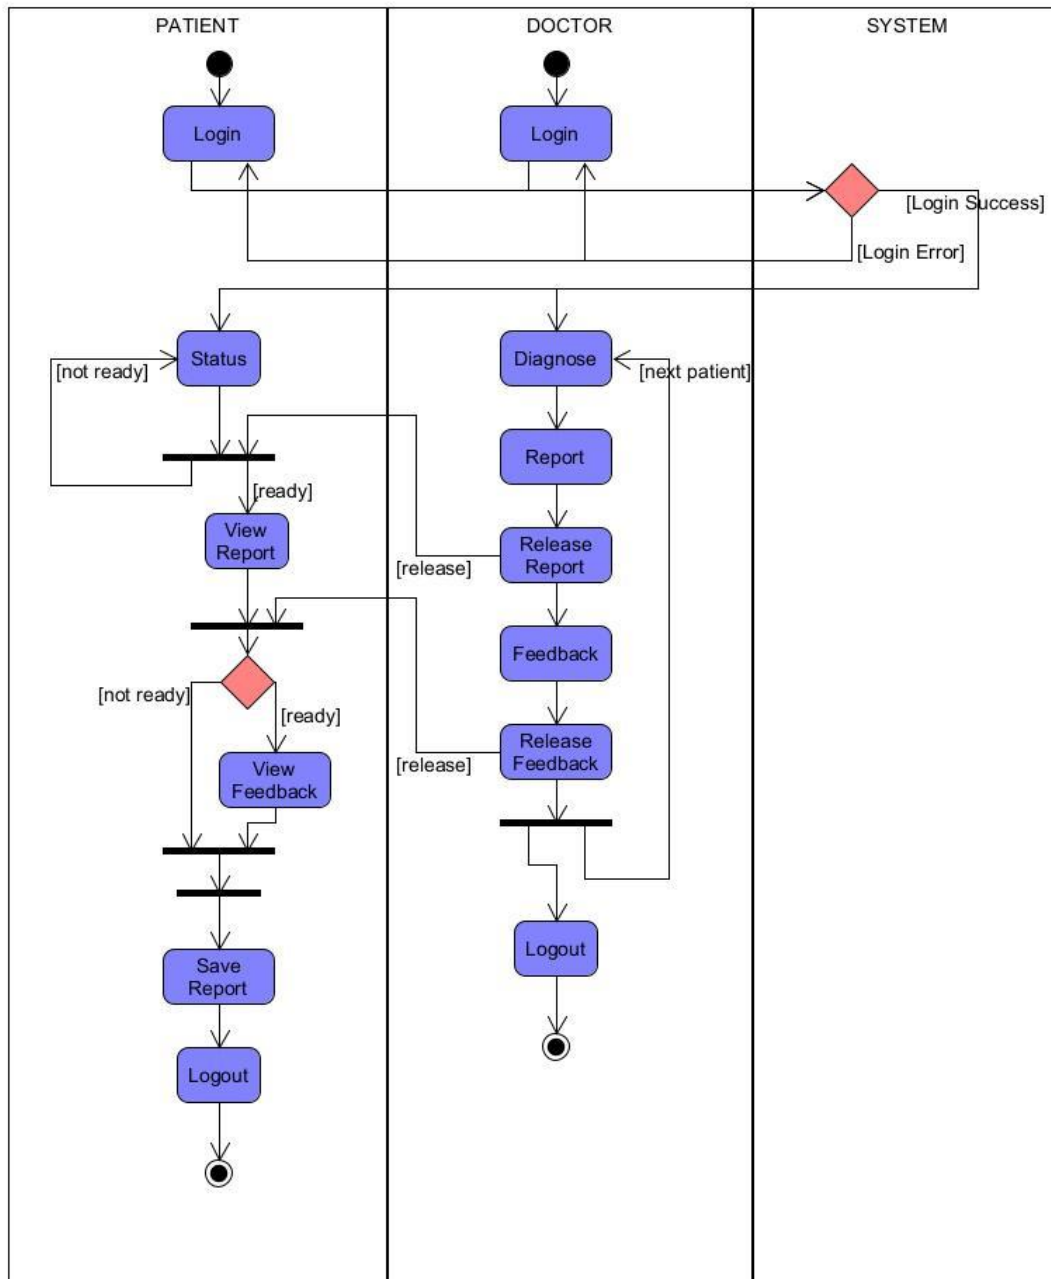 PATIENT
DOCTOR
SYSTEM
Login
Login
[Login Success]
[Login Error]
Status
[not ready]
Diagnose
[next patient]
Report
[ready]
View
Report
Release
Report
[release]
Feedback
[not ready]
[ready]
View
Feedback
Release
Feedback
[release]
Save
Report
Logout
Logout